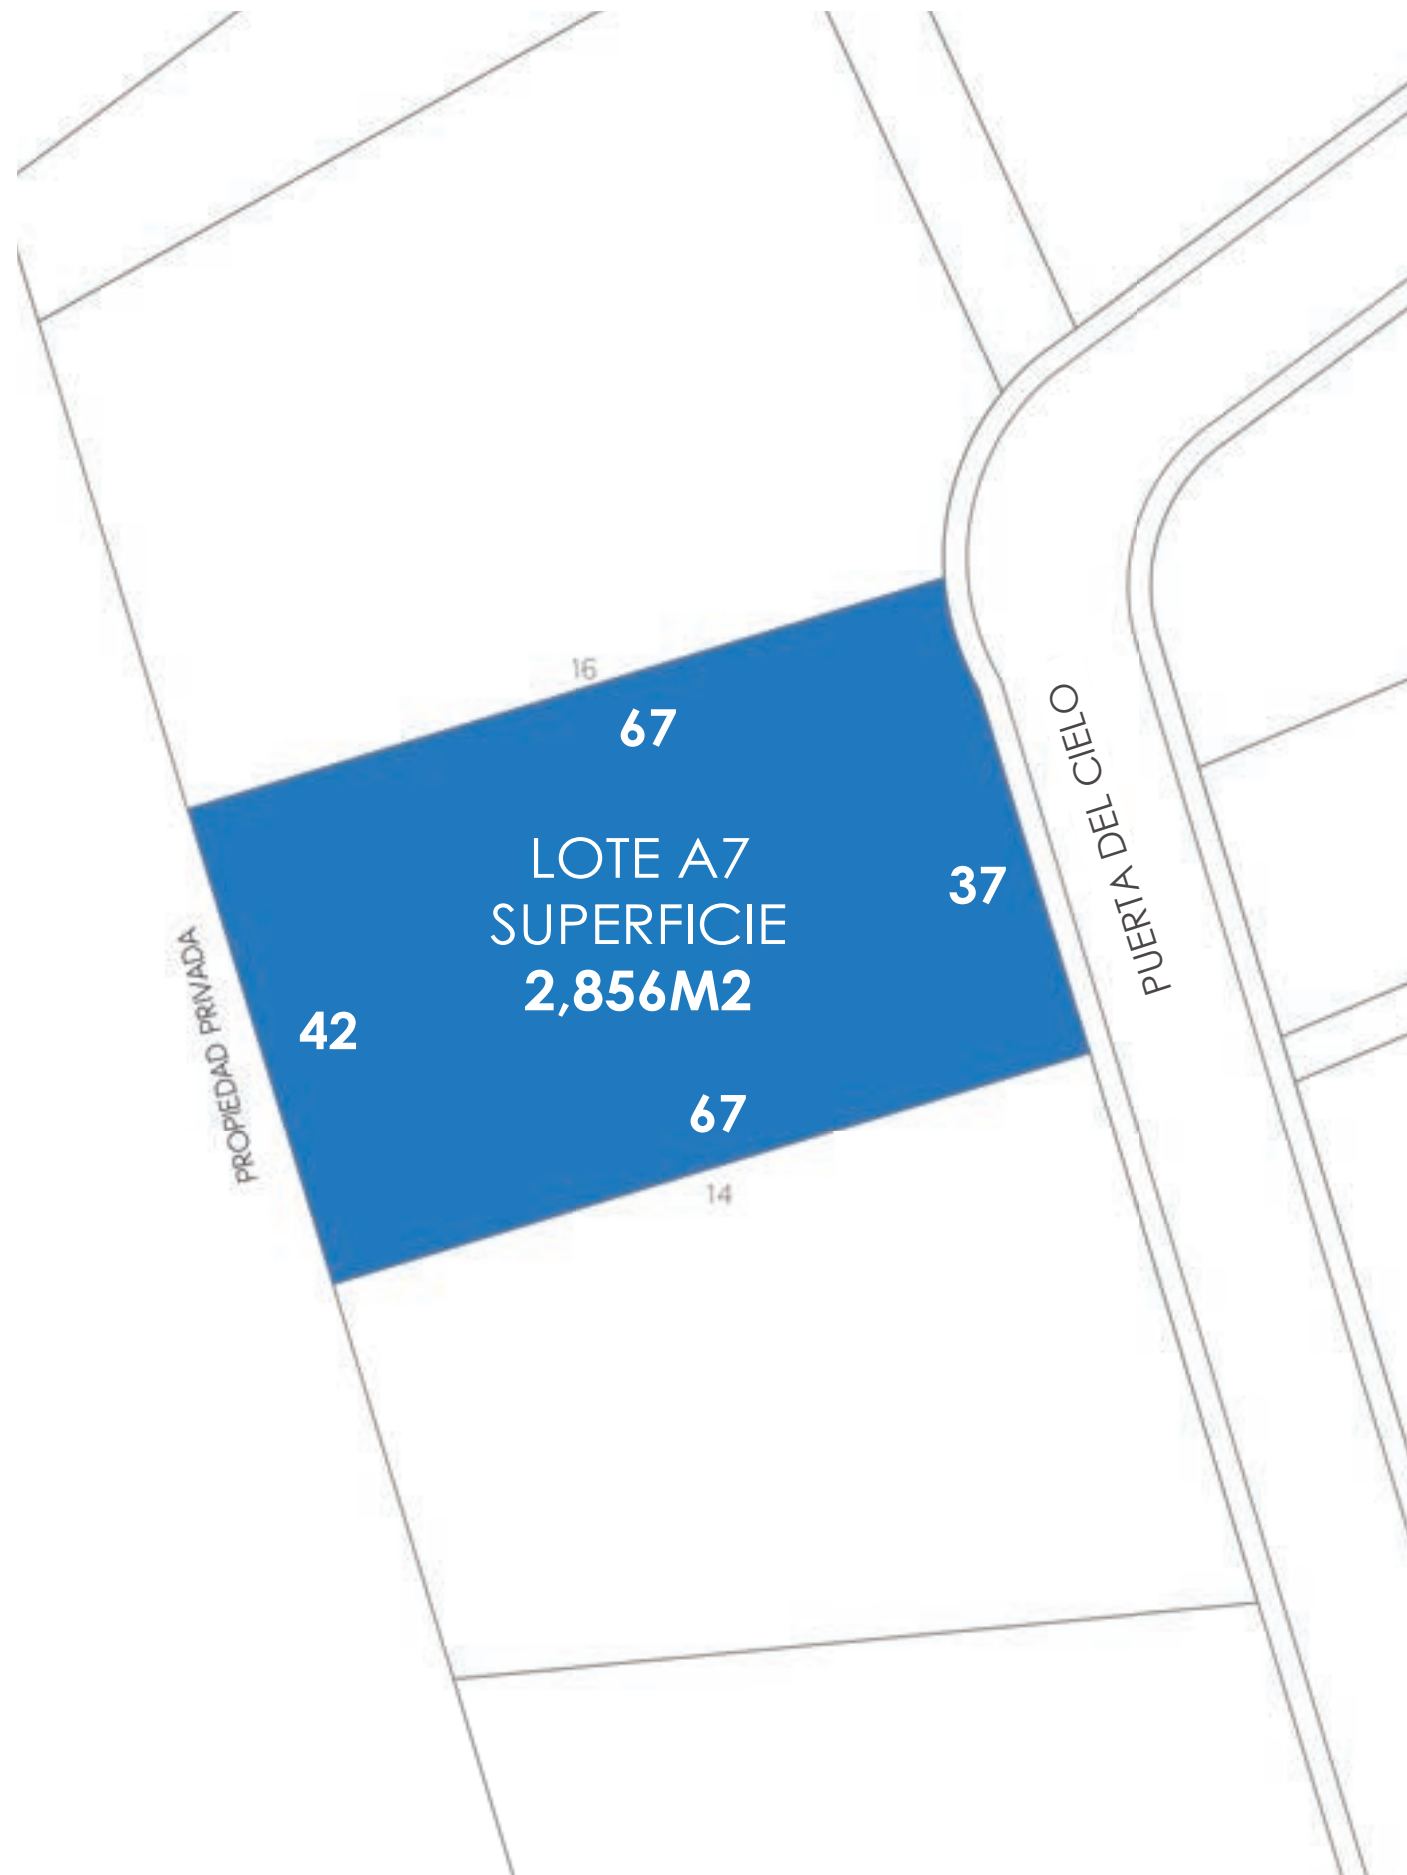 16
67
LOTE A7
SUPERFICIE
2,856M2
37
42
67
14
PROPIEDAD PRIVADA
PUERTA DEL CIELO